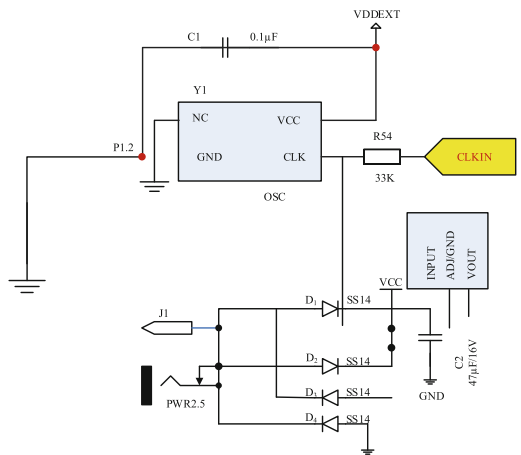 VDDEXT
C1 0.1µF
Y1
NC VCC
P1.2 GND CLK
R54
33K
CLKIN
OSC
INPUT
ADJ/GND
VOUT
VCC
J1
D1 SS14
D2 SS14
D3 SS14
D4 SS14
PWR2.5
C2
47µF/16V
GND